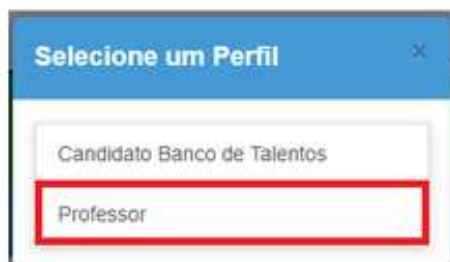 Selecione um Perfil ×
Candidato Banco de Talentos
Professor